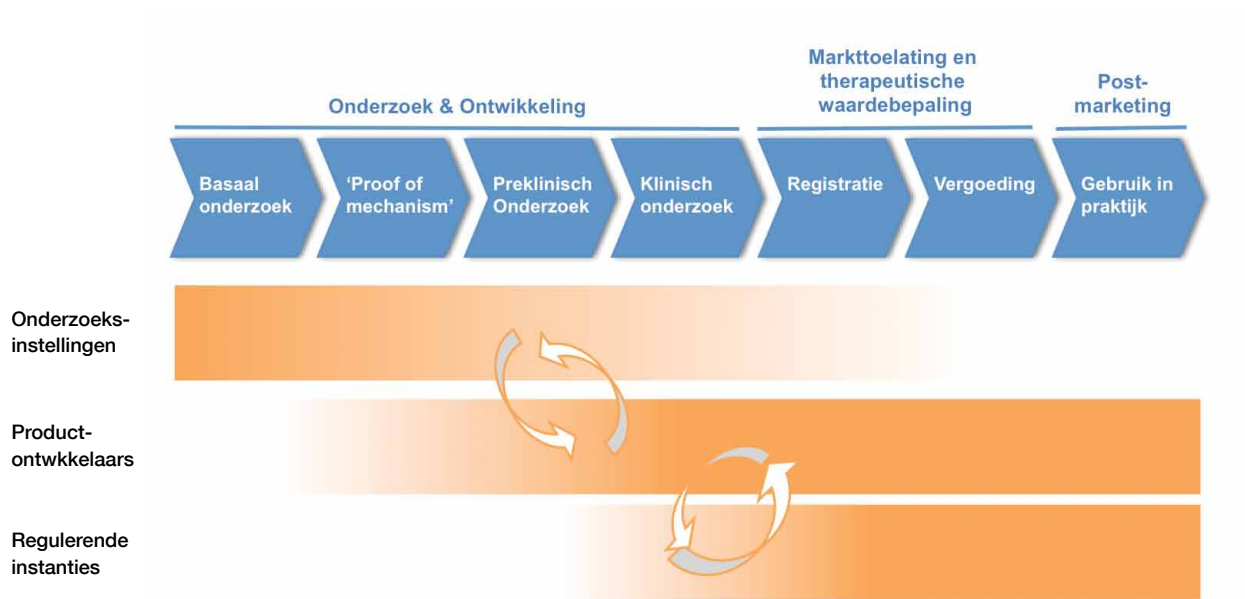 Markttoelating en
therapeutische
waardebepaling
Onderzoek & Ontwikkeling
Post-
marketing
Basaal
onderzoek
‘Proof of
mechanism’
Preklinisch
Onderzoek
Klinisch
onderzoek
Registratie
Vergoeding
Gebruik in
praktijk
Onderzoeks-
instellingen
Product-
ontwkkelaars
Regulerende
instanties